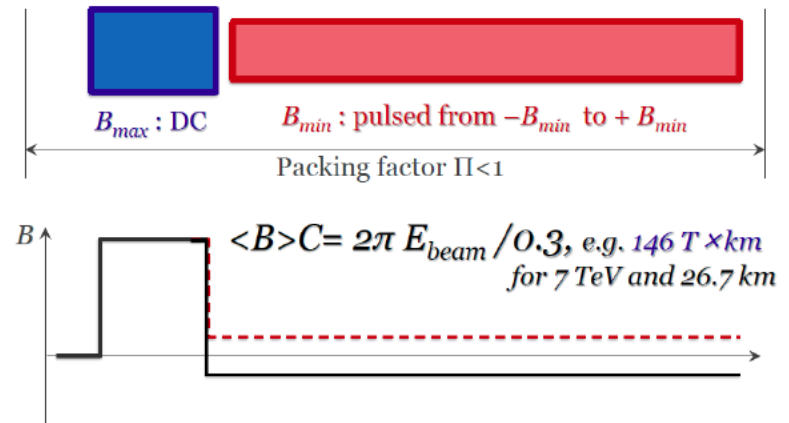 B_max : DC
B_min : pulsed from −B_min to + B_min
Packing factor Π<1
B
<B>C= 2π E_beam /0.3, e.g. 146 T×km
for 7 TeV and 26.7 km